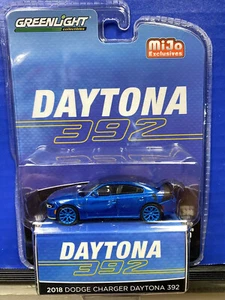 GREENLIGHT
MiJo
Exclusives
DAYTONA
392
DAYTONA
392
2018 DODGE CHARGER DAYTONA 392